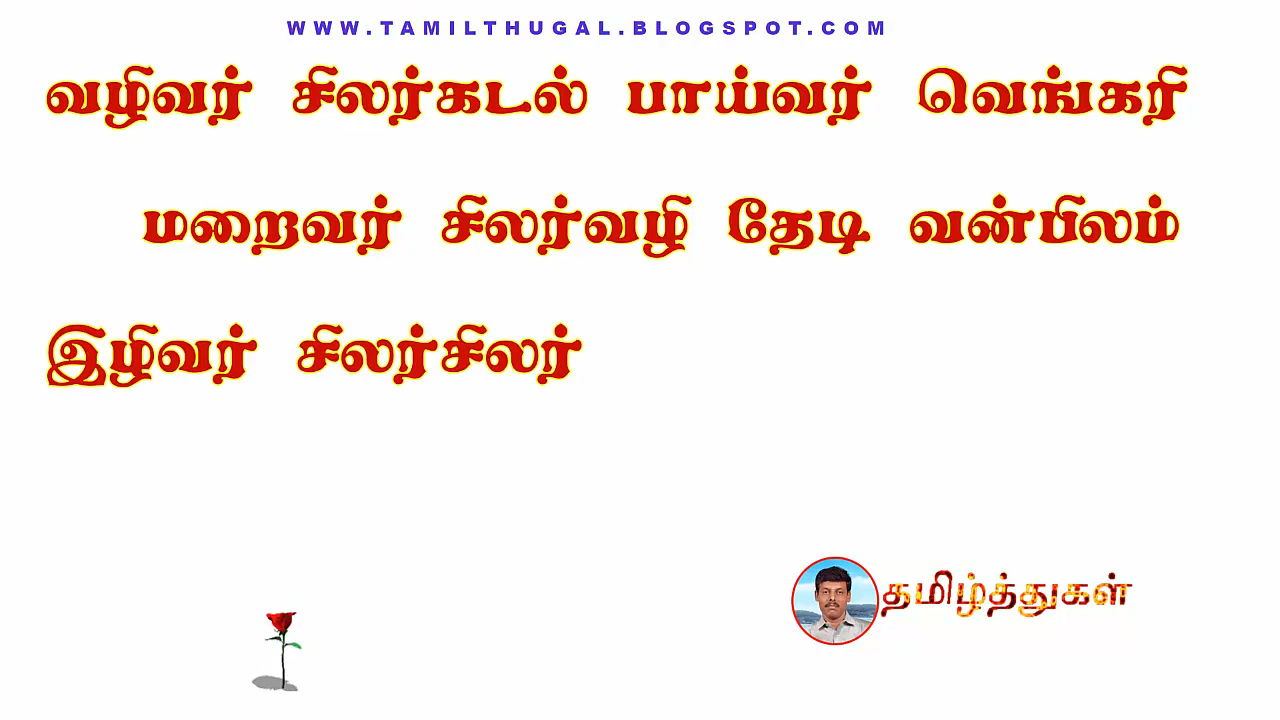 WWW.TAMILTHUGAL.BLOGSPOT.COM
வழிவர் சிலர்கடல் பாய்வர் வெங்கரி
மறைவர் சிலர்வழி தேடி வன்பிலம்
இழிவர் சிலர்சிலர்
தமிழ்த்துகள்